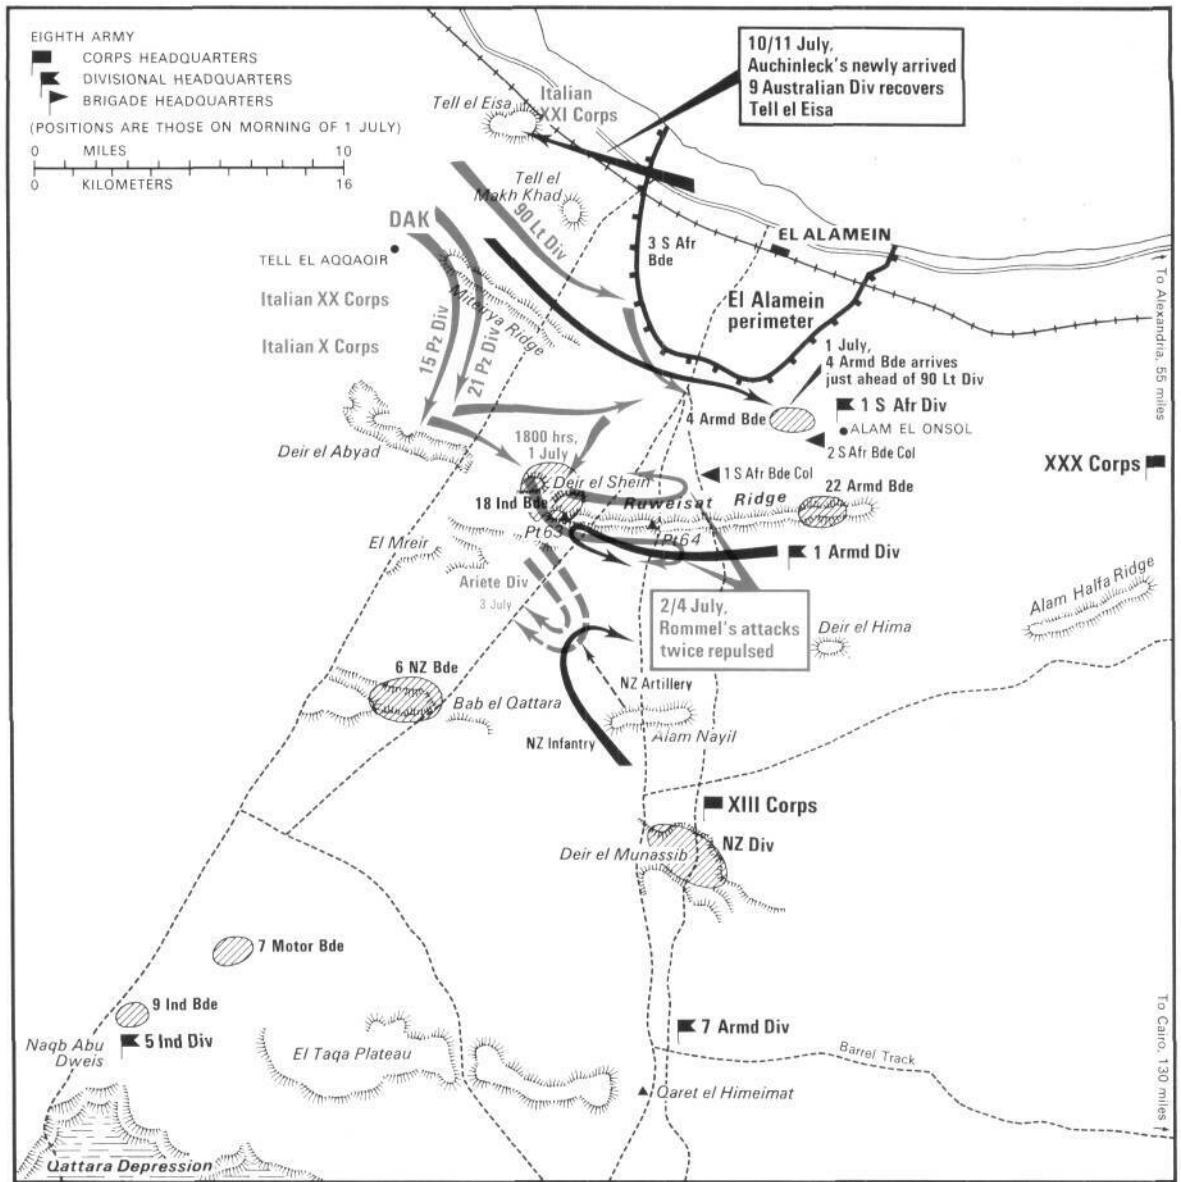 EIGHTH ARMY
CORPS HEADQUARTERS
DIVISIONAL HEADQUARTERS
BRIGADE HEADQUARTERS
(POSITIONS ARE THOSE ON MORNING OF 1 JULY)
0 MILES 10
0 KILOMETERS 16
10/11 July,
Auchinleck's newly arrived
9 Australian Div recovers
Tell el Eisa
Tell el Eisa
Italian
XXI Corps
Tell el
Makh Khad
90 Lt Div
DAK
TELL EL AQQAQIR
Italian XX Corps
Italian X Corps
15 Pz Div
21 Pz Div
Miteirya Ridge
3 S Afr
Bde
EL ALAMEIN
El Alamein
perimeter
To Alexandria, 55 miles
1 July,
4 Armd Bde arrives
just ahead of 90 Lt Div
4 Armd Bde
1 S Afr Div
ALAM EL ONSOL
2 S Afr Bde Col
XXX Corps
Deir el Abyad
1800 hrs,
1 July
Deir el Shein
1 S Afr Bde Col
22 Armd Bde
18 Ind Bde
Ruweisat Ridge
Pt63
Pt64
El Mreir
1 Armd Div
Ariete Div
3 July
2/4 July,
Rommel's attacks
twice repulsed
Alam Halfa Ridge
Deir el Hima
6 NZ Bde
Bab el Qattara
NZ Artillery
NZ Infantry
Alam Nayil
XIII Corps
NZ Div
Deir el Munassib
7 Motor Bde
9 Ind Bde
5 Ind Div
Naqb Abu
Dweis
El Taqa Plateau
7 Armd Div
Barrel Track
Qaret el Himeimat
To Cairo, 130 miles
Qattara Depression